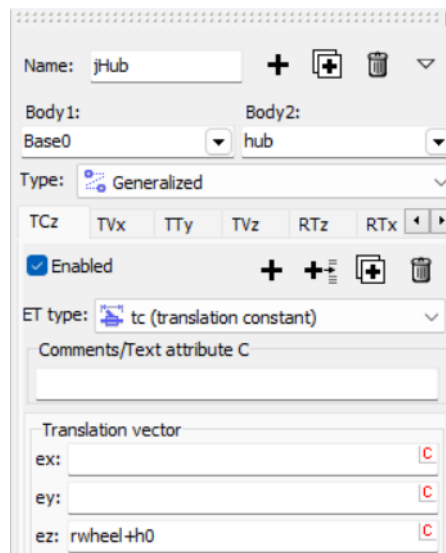 Name: jHub
Body1: Body2:
Base0 hub
Type: Generalized
TCz TVx TTy TVz RTz RTx
Enabled
ET type: tc (translation constant)
Comments/Text attribute C
Translation vector
ex: C
ey: C
ez: rwheel+h0 C